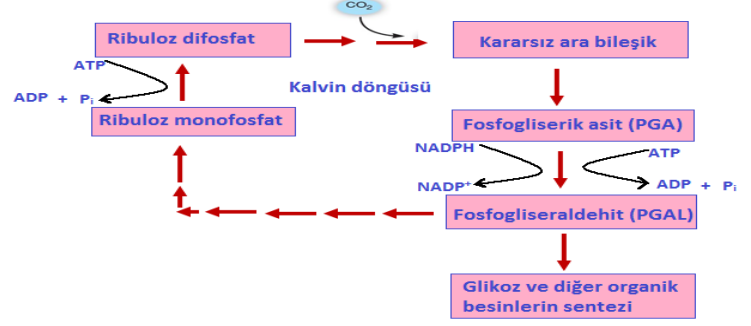 CO₂
Ribuloz difosfat
Kararsız ara bileşik
ATP
Kalvin döngüsü
ADP + Pᵢ
Ribuloz monofosfat
Fosfogliserik asit (PGA)
NADPH
ATP
NADP⁺
ADP + Pᵢ
Fosfogliseraldehit (PGAL)
Glikoz ve diğer organik
besinlerin sentezi